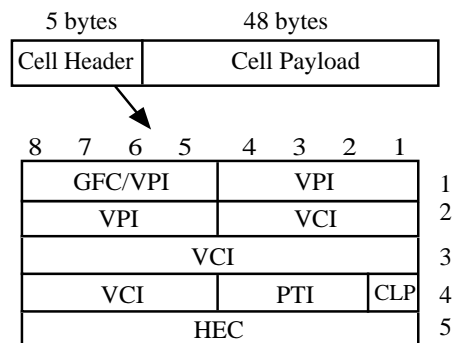 5 bytes 48 bytes
Cell Header Cell Payload
8 7 6 5 4 3 2 1
GFC/VPI VPI 1
VPI VCI 2
VCI 3
VCI PTI CLP 4
HEC 5